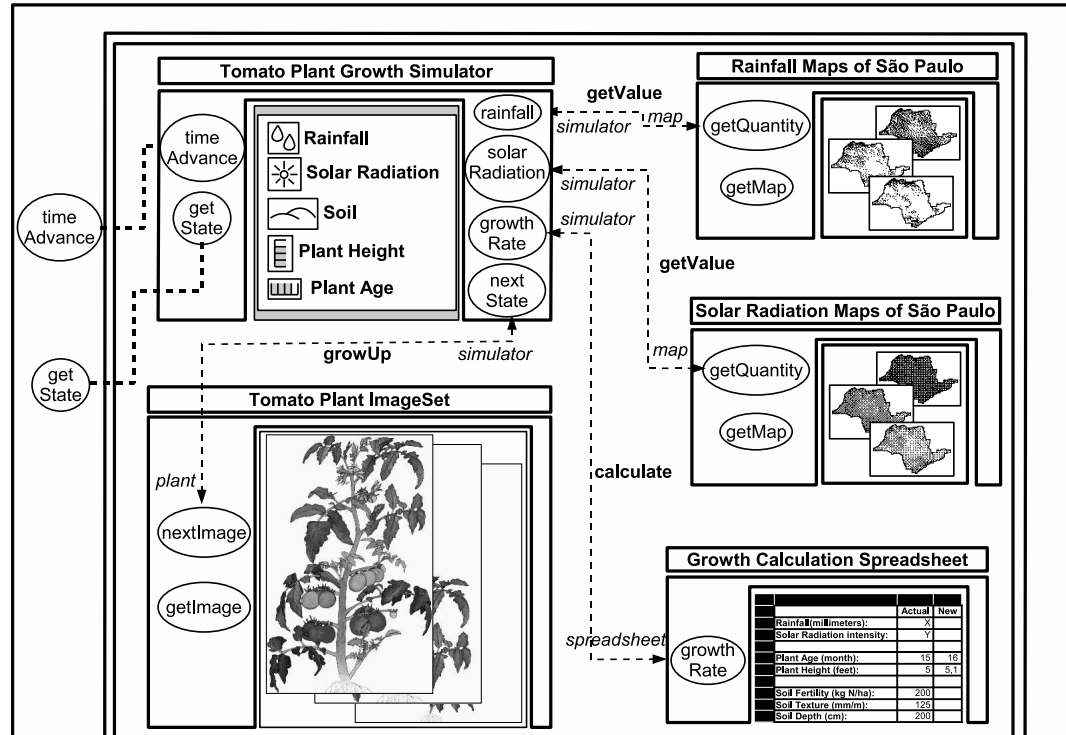 Tomato Plant Growth Simulator
time
Advance
get
State
Rainfall
Solar Radiation
Soil
Plant Height
Plant Age
rainfall
solar
Radiation
growth
Rate
next
State
time
Advance
get
State
getValue
simulator
map
simulator
simulator
getValue
map
growUp
simulator
plant
calculate
spreadsheet
Rainfall Maps of São Paulo
getQuantity
getMap
Solar Radiation Maps of São Paulo
getQuantity
getMap
Tomato Plant ImageSet
nextImage
getImage
Growth Calculation Spreadsheet
growth
Rate
Actual New
Rainfall(millimeters): X
Solar Radiation intensity: Y
Plant Age (month): 15 16
Plant Height (feet): 5 5,1
Soil Fertility (kg N/ha): 200
Soil Texture (mm/m): 125
Soil Depth (cm): 200